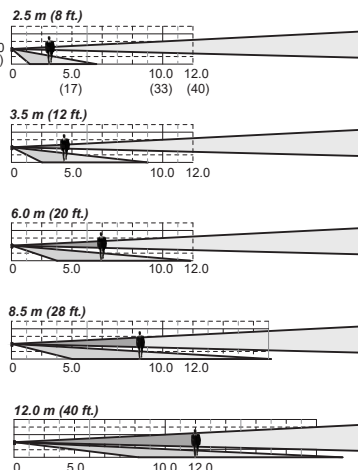 2.5 m (8 ft.)
0 5.0 10.0 12.0
(17) (33) (40)
3.5 m (12 ft.)
0 5.0 10.0 12.0
6.0 m (20 ft.)
0 5.0 10.0 12.0
8.5 m (28 ft.)
0 5.0 10.0 12.0
12.0 m (40 ft.)
0 5.0 10.0 12.0